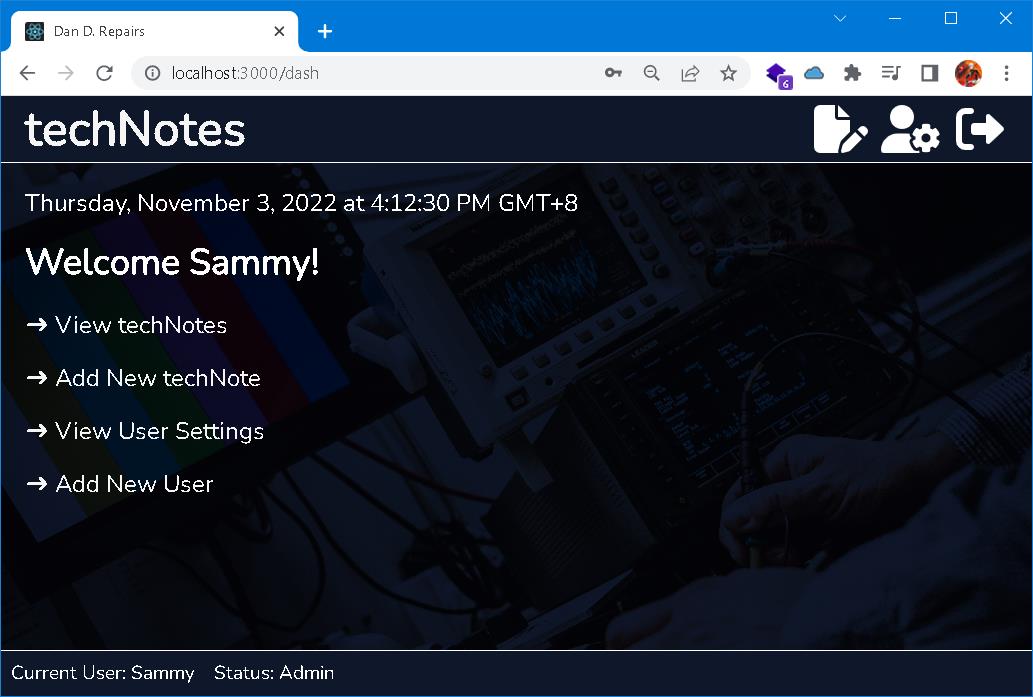 Dan D. Repairs
localhost:3000/dash
6
techNotes
Thursday, November 3, 2022 at 4:12:30 PM GMT+8
Welcome Sammy!
➜ View techNotes
➜ Add New techNote
➜ View User Settings
➜ Add New User
LEADER
Current User: Sammy Status: Admin